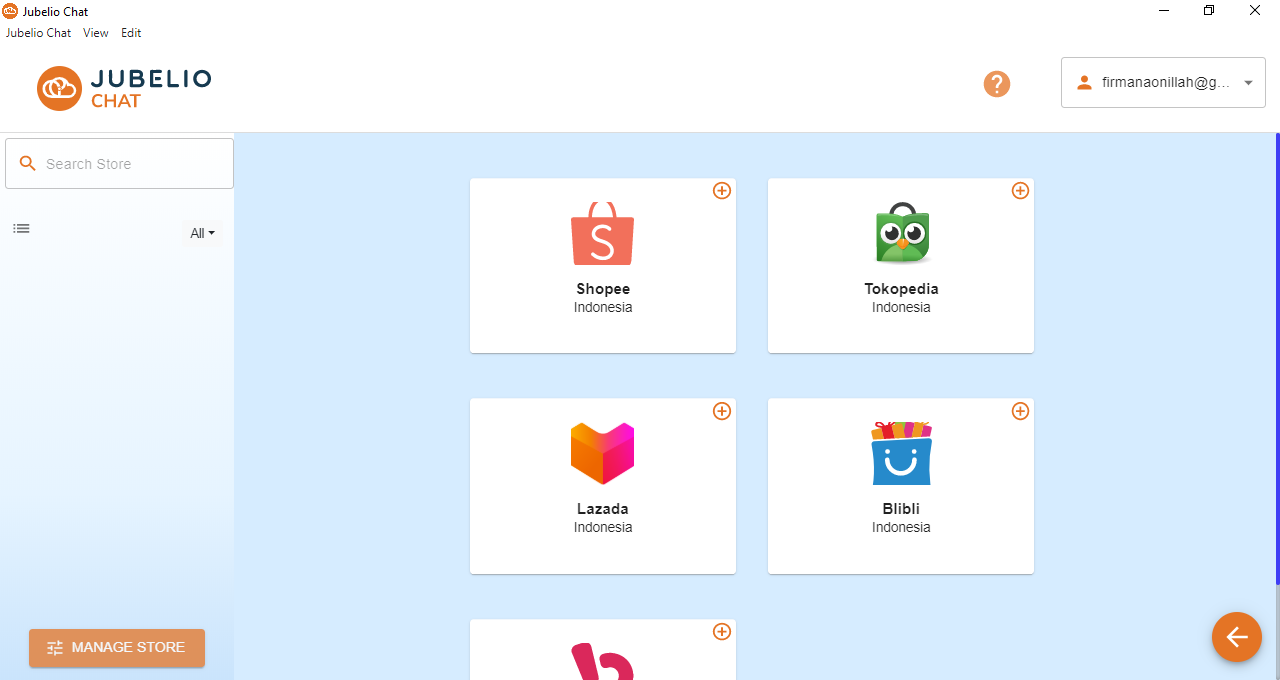 Jubelio Chat
Jubelio Chat View Edit
JUBELIO
CHAT
?
firmanaonillah@g...
Search Store
All
S
Shopee
Indonesia
Tokopedia
Indonesia
Lazada
Indonesia
Blibli
Indonesia
MANAGE STORE
b